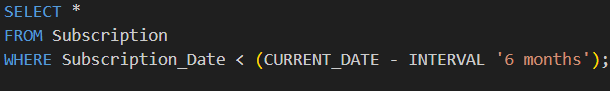 SELECT *
FROM Subscription
WHERE Subscription_Date < (CURRENT_DATE - INTERVAL '6 months');